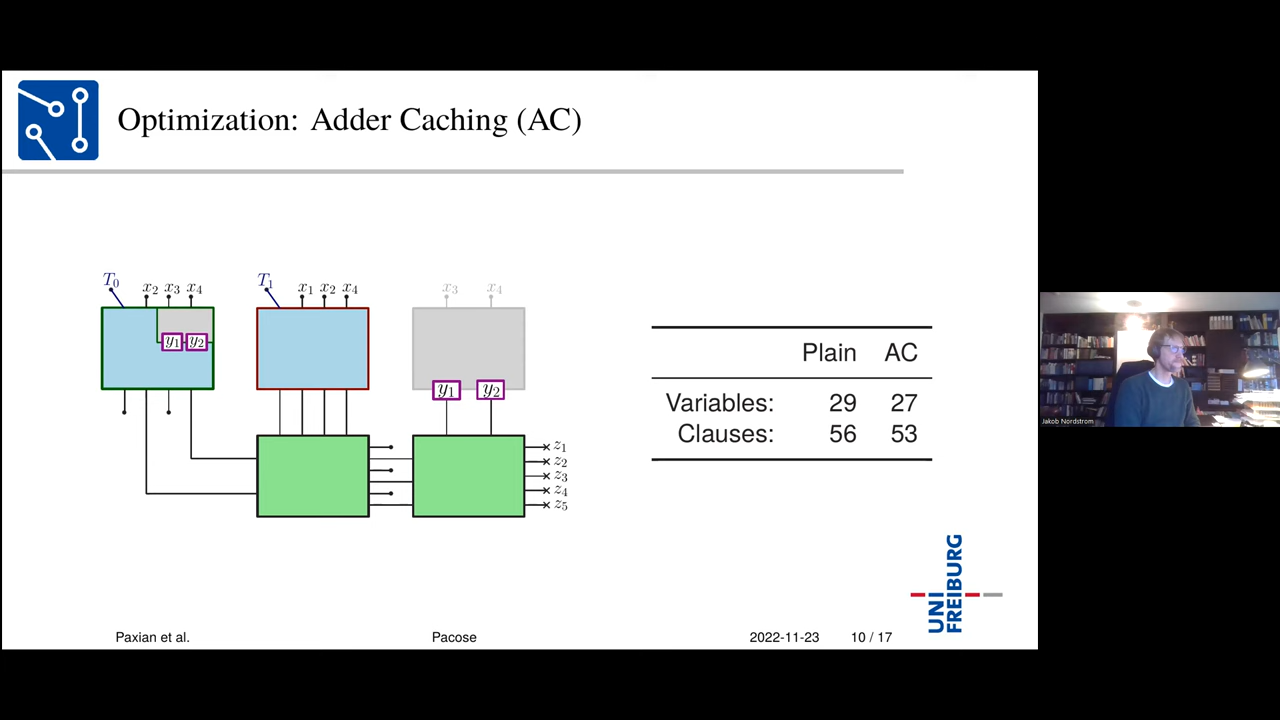 Optimization: Adder Caching (AC)
T₀ x₂ x₃ x₄ T₁ x₁ x₂ x₄ x₃ x₄
y₁ y₂
y₁ y₂
z₁
z₂
z₃
z₄
z₅
Plain AC
Variables: 29 27
Clauses: 56 53
UNI
FREIBURG
Paxian et al. Pacose 2022-11-23 10 / 17
Jakob Nordstrom